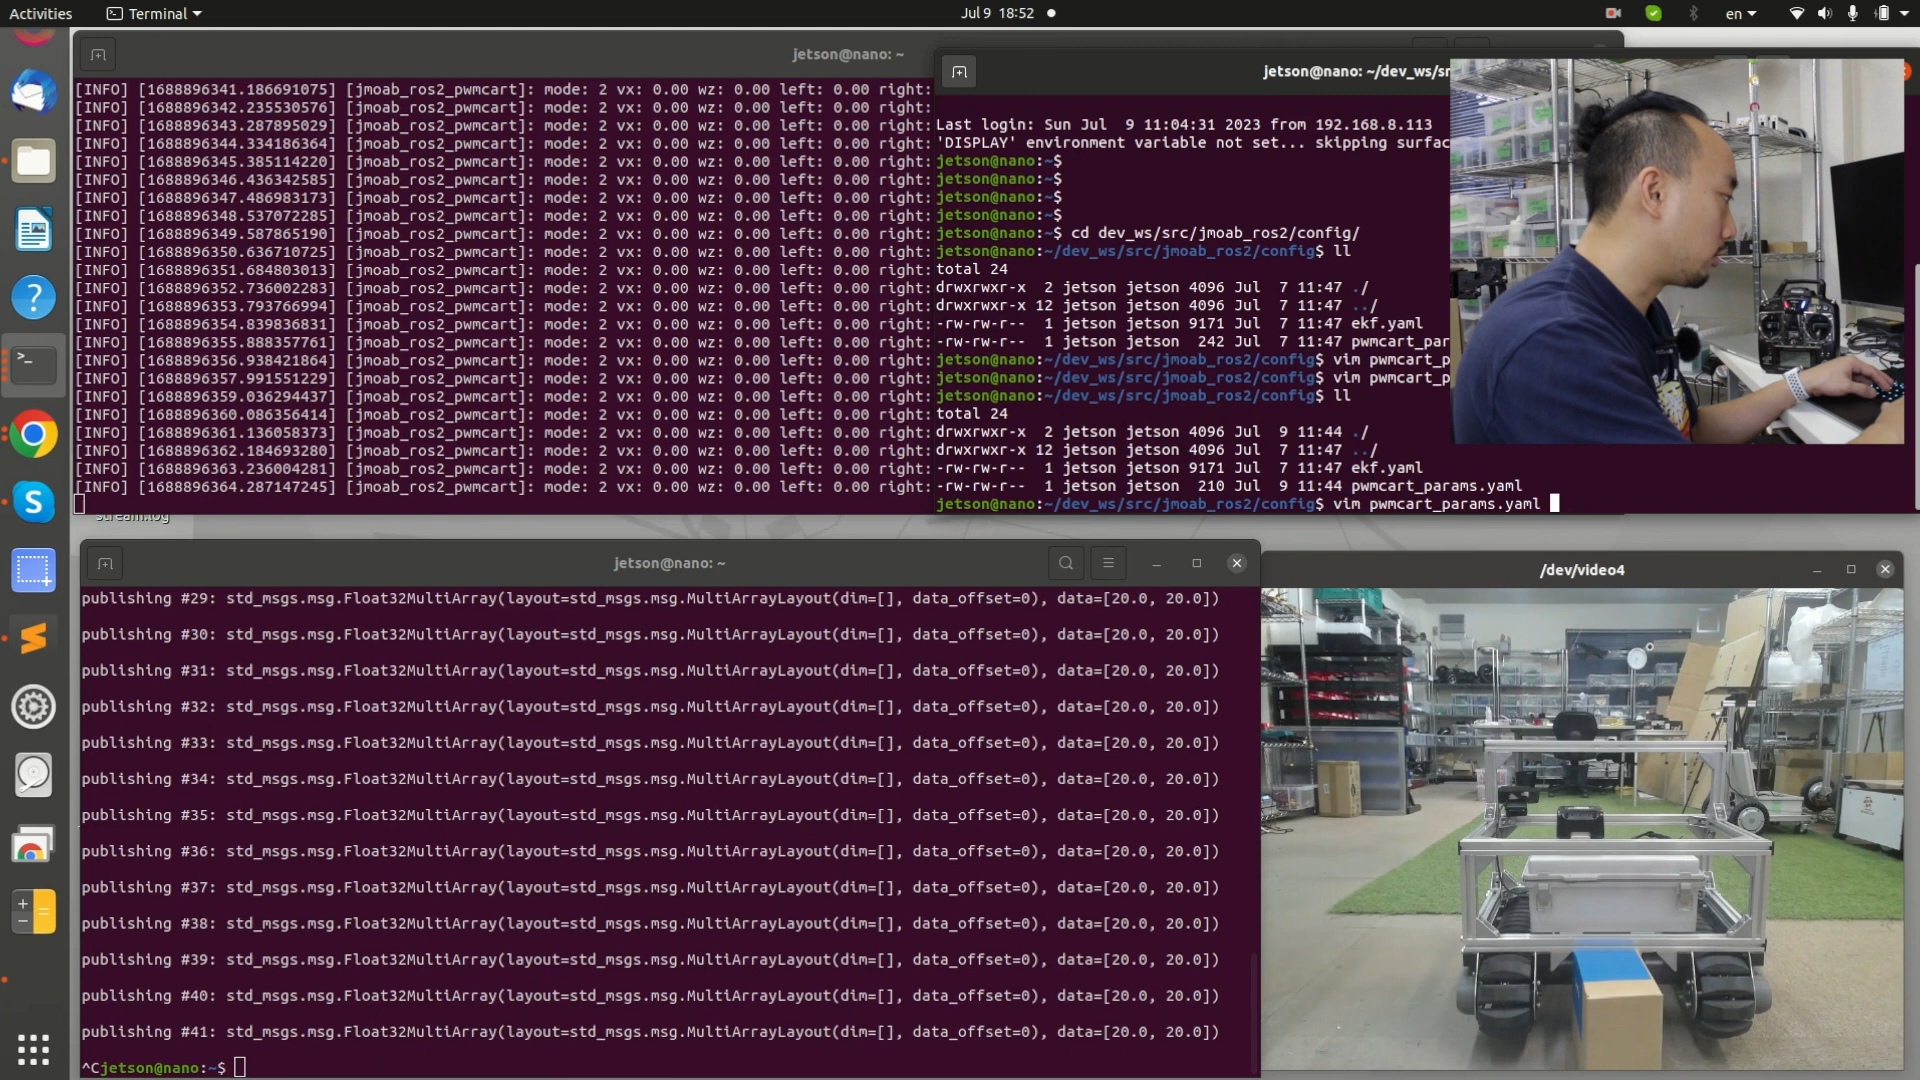 Activities
Terminal
Jul 9 18:52
en
jetson@nano: ~
[INFO] [1688896341.186691075] [jmoab_ros2_pwmcart]: mode: 2 vx: 0.00 wz: 0.00 left: 0.00 right:
[INFO] [1688896342.235530576] [jmoab_ros2_pwmcart]: mode: 2 vx: 0.00 wz: 0.00 left: 0.00 right:
[INFO] [1688896343.287895029] [jmoab_ros2_pwmcart]: mode: 2 vx: 0.00 wz: 0.00 left: 0.00 right:
[INFO] [1688896344.334186364] [jmoab_ros2_pwmcart]: mode: 2 vx: 0.00 wz: 0.00 left: 0.00 right:
[INFO] [1688896345.385114220] [jmoab_ros2_pwmcart]: mode: 2 vx: 0.00 wz: 0.00 left: 0.00 right:
[INFO] [1688896346.436342585] [jmoab_ros2_pwmcart]: mode: 2 vx: 0.00 wz: 0.00 left: 0.00 right:
[INFO] [1688896347.486983173] [jmoab_ros2_pwmcart]: mode: 2 vx: 0.00 wz: 0.00 left: 0.00 right:
[INFO] [1688896348.537072285] [jmoab_ros2_pwmcart]: mode: 2 vx: 0.00 wz: 0.00 left: 0.00 right:
[INFO] [1688896349.587865190] [jmoab_ros2_pwmcart]: mode: 2 vx: 0.00 wz: 0.00 left: 0.00 right:
[INFO] [1688896350.636710725] [jmoab_ros2_pwmcart]: mode: 2 vx: 0.00 wz: 0.00 left: 0.00 right:
[INFO] [1688896351.684803013] [jmoab_ros2_pwmcart]: mode: 2 vx: 0.00 wz: 0.00 left: 0.00 right:
[INFO] [1688896352.736002283] [jmoab_ros2_pwmcart]: mode: 2 vx: 0.00 wz: 0.00 left: 0.00 right:
[INFO] [1688896353.793766994] [jmoab_ros2_pwmcart]: mode: 2 vx: 0.00 wz: 0.00 left: 0.00 right:
[INFO] [1688896354.839836831] [jmoab_ros2_pwmcart]: mode: 2 vx: 0.00 wz: 0.00 left: 0.00 right:
[INFO] [1688896355.888357761] [jmoab_ros2_pwmcart]: mode: 2 vx: 0.00 wz: 0.00 left: 0.00 right:
[INFO] [1688896356.938421864] [jmoab_ros2_pwmcart]: mode: 2 vx: 0.00 wz: 0.00 left: 0.00 right:
[INFO] [1688896357.991551229] [jmoab_ros2_pwmcart]: mode: 2 vx: 0.00 wz: 0.00 left: 0.00 right:
[INFO] [1688896359.036294437] [jmoab_ros2_pwmcart]: mode: 2 vx: 0.00 wz: 0.00 left: 0.00 right:
[INFO] [1688896360.086356414] [jmoab_ros2_pwmcart]: mode: 2 vx: 0.00 wz: 0.00 left: 0.00 right:
[INFO] [1688896361.136058373] [jmoab_ros2_pwmcart]: mode: 2 vx: 0.00 wz: 0.00 left: 0.00 right:
[INFO] [1688896362.184693280] [jmoab_ros2_pwmcart]: mode: 2 vx: 0.00 wz: 0.00 left: 0.00 right:
[INFO] [1688896363.236004281] [jmoab_ros2_pwmcart]: mode: 2 vx: 0.00 wz: 0.00 left: 0.00 right:
[INFO] [1688896364.287147245] [jmoab_ros2_pwmcart]: mode: 2 vx: 0.00 wz: 0.00 left: 0.00 right:
stream.log
jetson@nano: ~/dev_ws/sr
Last login: Sun Jul  9 11:04:31 2023 from 192.168.8.113
'DISPLAY' environment variable not set... skipping surfac
jetson@nano:~$
jetson@nano:~$
jetson@nano:~$
jetson@nano:~$
jetson@nano:~$ cd dev_ws/src/jmoab_ros2/config/
jetson@nano:~/dev_ws/src/jmoab_ros2/config$ ll
total 24
drwxrwxr-x  2 jetson jetson 4096 Jul  7 11:47 ./
drwxrwxr-x 12 jetson jetson 4096 Jul  7 11:47 ../
-rw-rw-r--  1 jetson jetson 9171 Jul  7 11:47 ekf.yaml
-rw-rw-r--  1 jetson jetson  242 Jul  7 11:47 pwmcart_par
jetson@nano:~/dev_ws/src/jmoab_ros2/config$ vim pwmcart_p
jetson@nano:~/dev_ws/src/jmoab_ros2/config$ vim pwmcart_p
jetson@nano:~/dev_ws/src/jmoab_ros2/config$ ll
total 24
drwxrwxr-x  2 jetson jetson 4096 Jul  9 11:44 ./
drwxrwxr-x 12 jetson jetson 4096 Jul  7 11:47 ../
-rw-rw-r--  1 jetson jetson 9171 Jul  7 11:47 ekf.yaml
-rw-rw-r--  1 jetson jetson  210 Jul  9 11:44 pwmcart_params.yaml
jetson@nano:~/dev_ws/src/jmoab_ros2/config$ vim pwmcart_params.yaml
jetson@nano: ~
publishing #29: std_msgs.msg.Float32MultiArray(layout=std_msgs.msg.MultiArrayLayout(dim=[], data_offset=0), data=[20.0, 20.0])
publishing #30: std_msgs.msg.Float32MultiArray(layout=std_msgs.msg.MultiArrayLayout(dim=[], data_offset=0), data=[20.0, 20.0])
publishing #31: std_msgs.msg.Float32MultiArray(layout=std_msgs.msg.MultiArrayLayout(dim=[], data_offset=0), data=[20.0, 20.0])
publishing #32: std_msgs.msg.Float32MultiArray(layout=std_msgs.msg.MultiArrayLayout(dim=[], data_offset=0), data=[20.0, 20.0])
publishing #33: std_msgs.msg.Float32MultiArray(layout=std_msgs.msg.MultiArrayLayout(dim=[], data_offset=0), data=[20.0, 20.0])
publishing #34: std_msgs.msg.Float32MultiArray(layout=std_msgs.msg.MultiArrayLayout(dim=[], data_offset=0), data=[20.0, 20.0])
publishing #35: std_msgs.msg.Float32MultiArray(layout=std_msgs.msg.MultiArrayLayout(dim=[], data_offset=0), data=[20.0, 20.0])
publishing #36: std_msgs.msg.Float32MultiArray(layout=std_msgs.msg.MultiArrayLayout(dim=[], data_offset=0), data=[20.0, 20.0])
publishing #37: std_msgs.msg.Float32MultiArray(layout=std_msgs.msg.MultiArrayLayout(dim=[], data_offset=0), data=[20.0, 20.0])
publishing #38: std_msgs.msg.Float32MultiArray(layout=std_msgs.msg.MultiArrayLayout(dim=[], data_offset=0), data=[20.0, 20.0])
publishing #39: std_msgs.msg.Float32MultiArray(layout=std_msgs.msg.MultiArrayLayout(dim=[], data_offset=0), data=[20.0, 20.0])
publishing #40: std_msgs.msg.Float32MultiArray(layout=std_msgs.msg.MultiArrayLayout(dim=[], data_offset=0), data=[20.0, 20.0])
publishing #41: std_msgs.msg.Float32MultiArray(layout=std_msgs.msg.MultiArrayLayout(dim=[], data_offset=0), data=[20.0, 20.0])
^Cjetson@nano:~$
/dev/video4